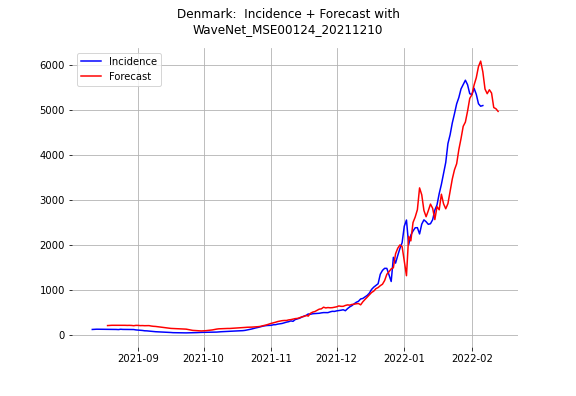 Denmark:  Incidence + Forecast with
WaveNet_MSE00124_20211210
Incidence
Forecast
6000
5000
4000
3000
2000
1000
0
2021-09 2021-10 2021-11 2021-12 2022-01 2022-02